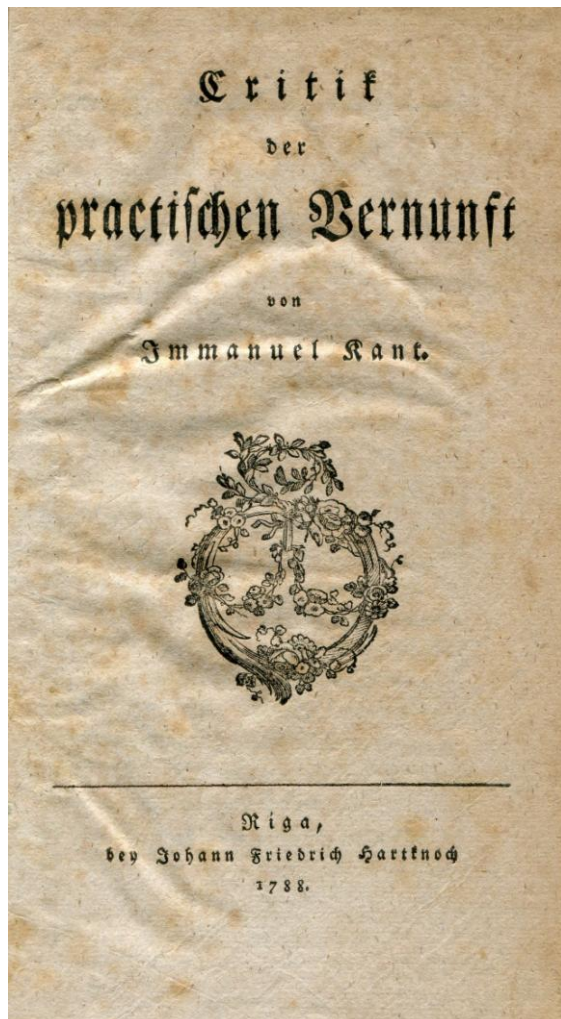 Critik
der
practischen Vernunft
von
Immanuel Kant.
Riga,
bey Johann Friedrich Hartknoch
1788.